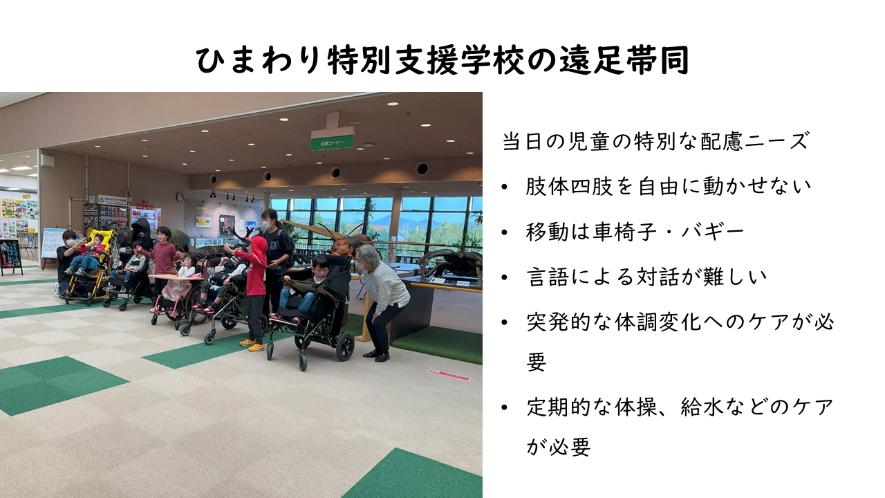 ひまわり特別支援学校の遠足帯同
当日の児童の特別な配慮ニーズ
• 肢体四肢を自由に動かせない
• 移動は車椅子・バギー
• 言語による対話が難しい
• 突発的な体調変化へのケアが必
要
• 定期的な体操、給水などのケア
が必要